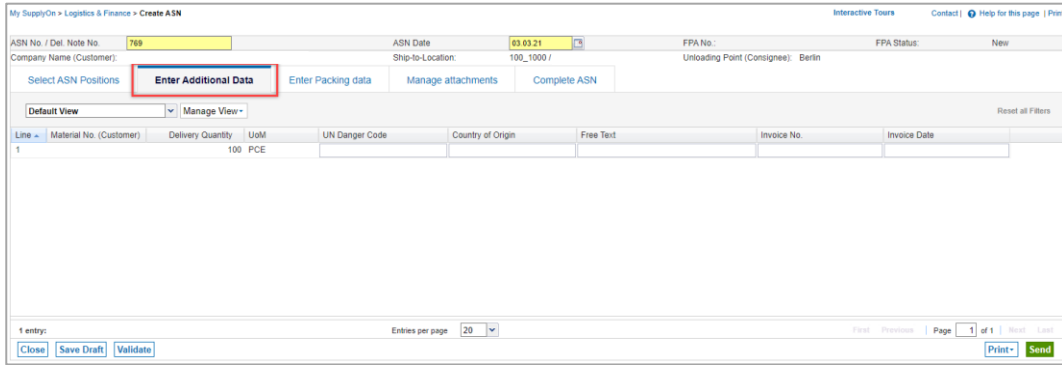 My SupplyOn > Logistics & Finance > Create ASN Interactive Tours Contact | Help for this page | Prin
ASN No. / Del. Note No. 769 ASN Date 03.03.21 FPA No.: FPA Status: New
Company Name (Customer): Ship-to-Location: 100_1000 / Unloading Point (Consignee): Berlin
Select ASN Positions Enter Additional Data Enter Packing data Manage attachments Complete ASN
Default View Manage View Reset all Filters
Line Material No. (Customer) Delivery Quantity UoM UN Danger Code Country of Origin Free Text Invoice No. Invoice Date
1 100 PCE
1 entry: Entries per page 20 First Previous Page 1 of 1 Next Last
Close Save Draft Validate Print Send